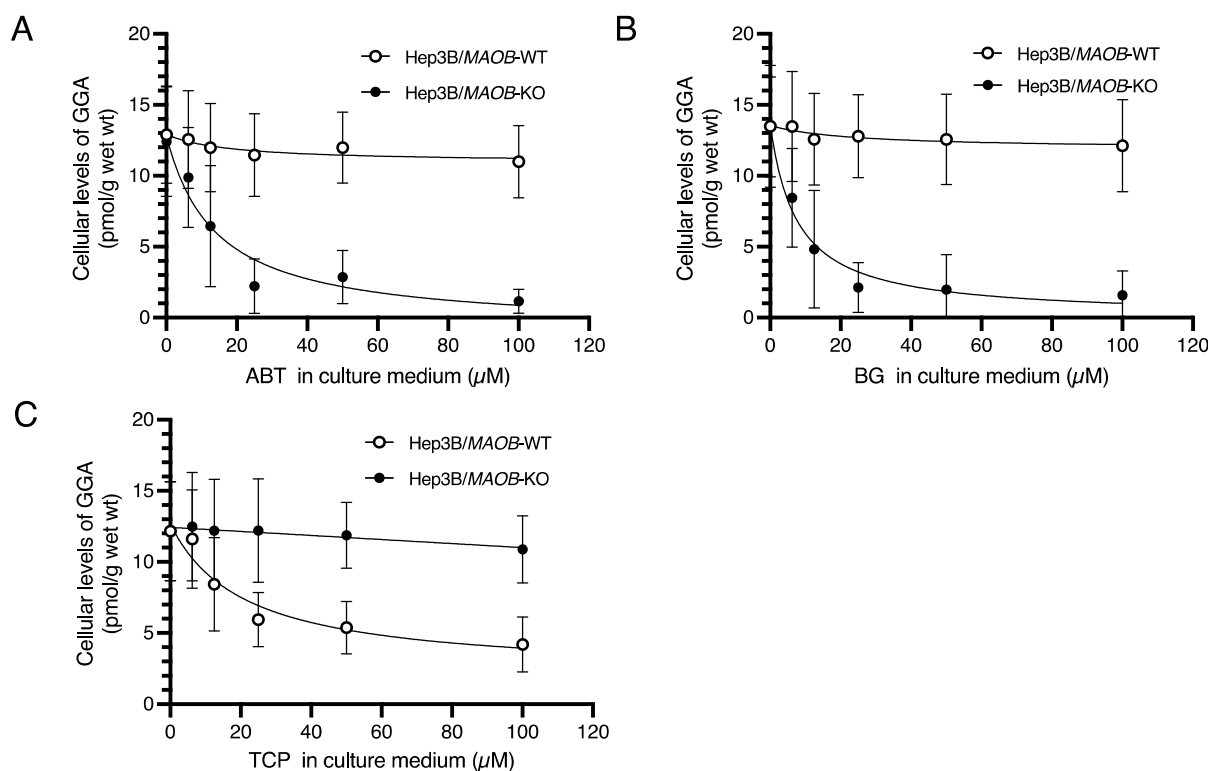 A
20
15
10
5
0
Cellular levels of GGA
(pmol/g wet wt)
Hep3B/MAOB-WT
Hep3B/MAOB-KO
0 20 40 60 80 100 120
ABT in culture medium (µM)
B
20
15
10
5
0
Cellular levels of GGA
(pmol/g wet wt)
Hep3B/MAOB-WT
Hep3B/MAOB-KO
0 20 40 60 80 100 120
BG in culture medium (µM)
C
20
15
10
5
0
Cellular levels of GGA
(pmol/g wet wt)
Hep3B/MAOB-WT
Hep3B/MAOB-KO
0 20 40 60 80 100 120
TCP in culture medium (µM)